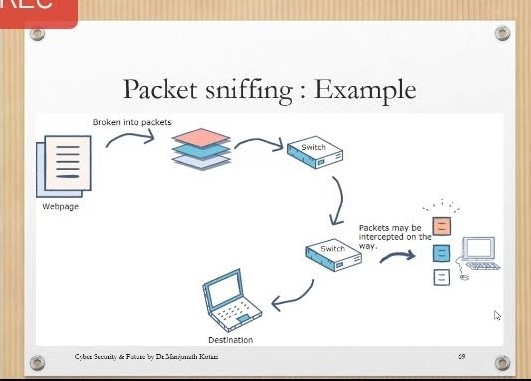 REC
Packet sniffing : Example
Broken into packets
Switch
Webpage
Packets may be
intercepted on the
way.
Switch
Destination
Cyber Security & Future by Dr.Manjunath Kotari
69